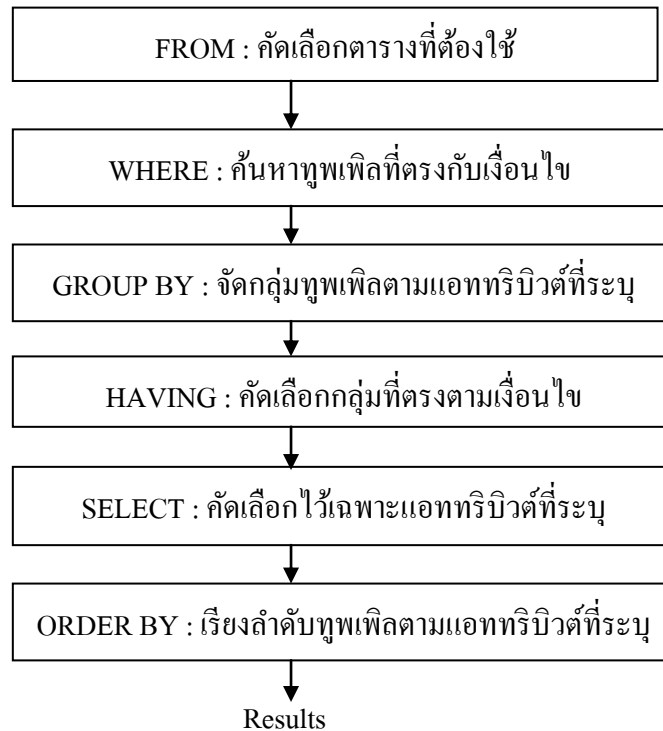 FROM : คัดเลือกตารางที่ต้องใช้
WHERE : ค้นหาทูพเพิลที่ตรงกับเงื่อนไข
GROUP BY : จัดกลุ่มทูพเพิลตามแอททริบิวต์ที่ระบุ
HAVING : คัดเลือกกลุ่มที่ตรงตามเงื่อนไข
SELECT : คัดเลือกไว้เฉพาะแอททริบิวต์ที่ระบุ
ORDER BY : เรียงลำดับทูพเพิลตามแอททริบิวต์ที่ระบุ
Results